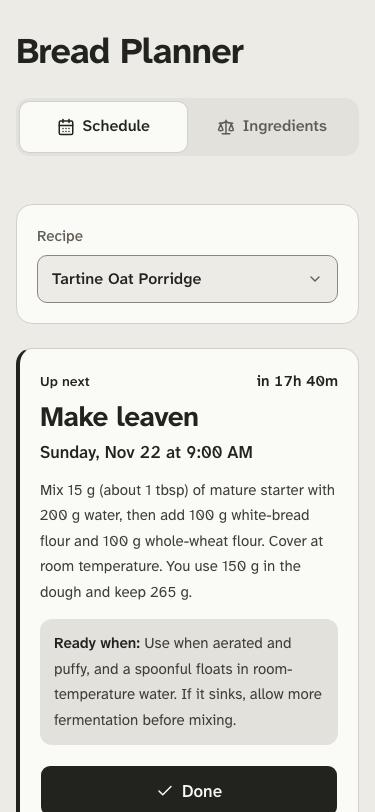 Bread Planner
Schedule
Ingredients
Recipe
Tartine Oat Porridge
Up next
in 17h 40m
Make leaven
Sunday, Nov 22 at 9:00 AM
Mix 15 g (about 1 tbsp) of mature starter with
200 g water, then add 100 g white-bread
flour and 100 g whole-wheat flour. Cover at
room temperature. You use 150 g in the
dough and keep 265 g.
Ready when: Use when aerated and
puffy, and a spoonful floats in room-
temperature water. If it sinks, allow more
fermentation before mixing.
Done